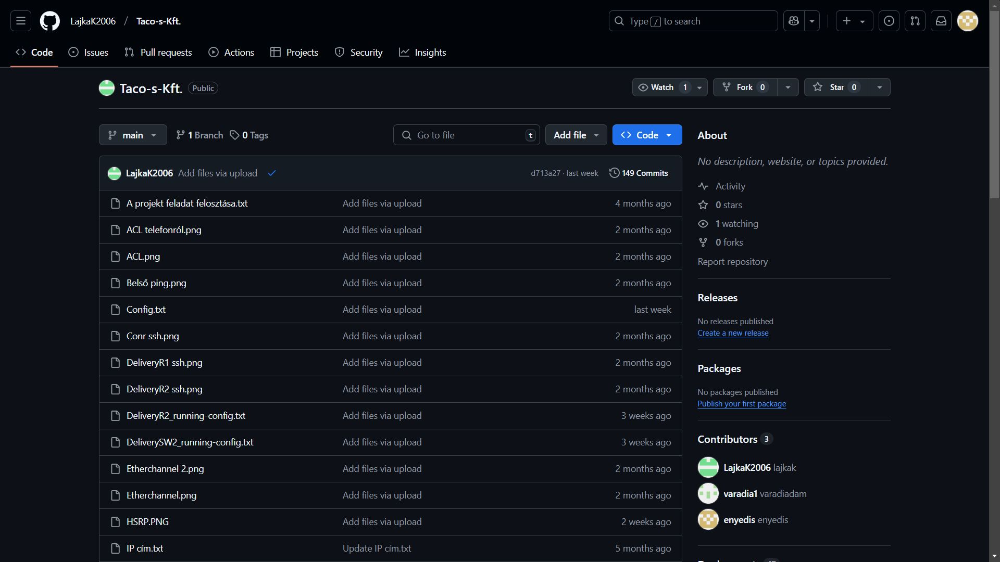 LajkaK2006 / Taco-s-Kft.
Type / to search
Code Issues Pull requests Actions Projects Security Insights
Taco-s-Kft. Public
Watch 1 Fork 0 Star 0
main 1 Branch 0 Tags Go to file t Add file Code
LajkaK2006 Add files via upload d713a27 · last week 149 Commits
A projekt feladat felosztása.txt Add files via upload 4 months ago
ACL telefonról.png Add files via upload 2 months ago
ACL.png Add files via upload 2 months ago
Belső ping.png Add files via upload 2 months ago
Config.txt Add files via upload last week
Conr ssh.png Add files via upload 2 months ago
DeliveryR1 ssh.png Add files via upload 2 months ago
DeliveryR2 ssh.png Add files via upload 2 months ago
DeliveryR2_running-config.txt Add files via upload 3 weeks ago
DeliverySW2_running-config.txt Add files via upload 3 weeks ago
Etherchannel 2.png Add files via upload 2 months ago
Etherchannel.png Add files via upload 2 months ago
HSRP.PNG Add files via upload 2 weeks ago
IP cím.txt Update IP cím.txt 5 months ago
About
No description, website, or topics provided.
Activity
0 stars
1 watching
0 forks
Report repository
Releases
No releases published
Create a new release
Packages
No packages published
Publish your first package
Contributors 3
LajkaK2006 lajkak
varadia1 varadiadam
enyedis enyedis